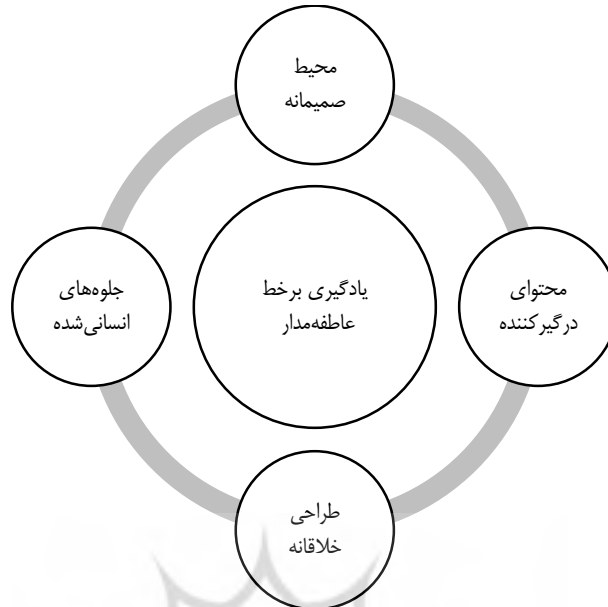 محیط
صمیمانه
محتوای
درگیرکننده
یادگیری برخط
عاطفه‌مدار
جلوه‌های
انسانی‌شده
طراحی
خلاقانه